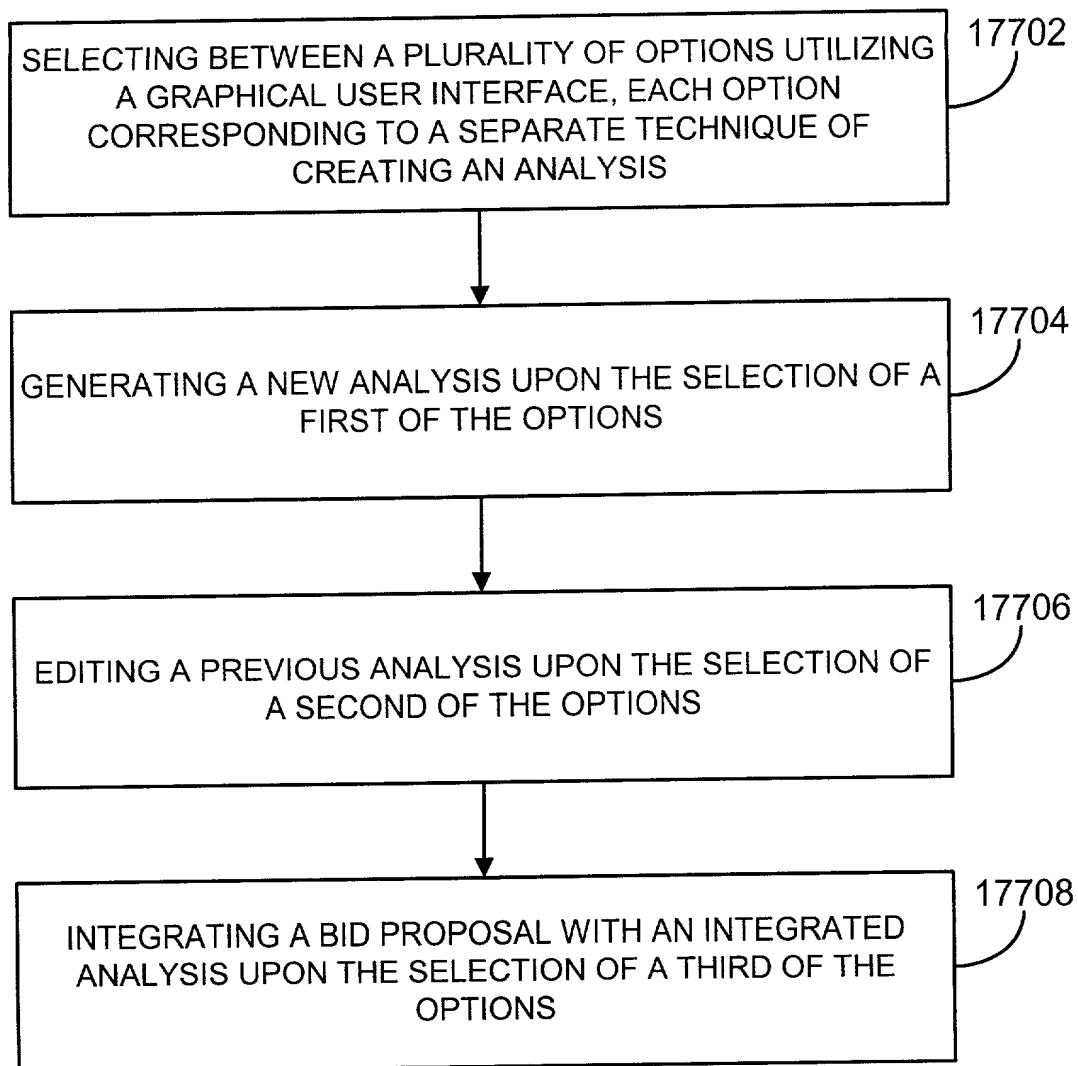 SELECTING BETWEEN A PLURALITY OF OPTIONS UTILIZING
A GRAPHICAL USER INTERFACE, EACH OPTION
CORRESPONDING TO A SEPARATE TECHNIQUE OF
CREATING AN ANALYSIS
17702
GENERATING A NEW ANALYSIS UPON THE SELECTION OF A
FIRST OF THE OPTIONS
17704
EDITING A PREVIOUS ANALYSIS UPON THE SELECTION OF
A SECOND OF THE OPTIONS
17706
INTEGRATING A BID PROPOSAL WITH AN INTEGRATED
ANALYSIS UPON THE SELECTION OF A THIRD OF THE
OPTIONS
17708